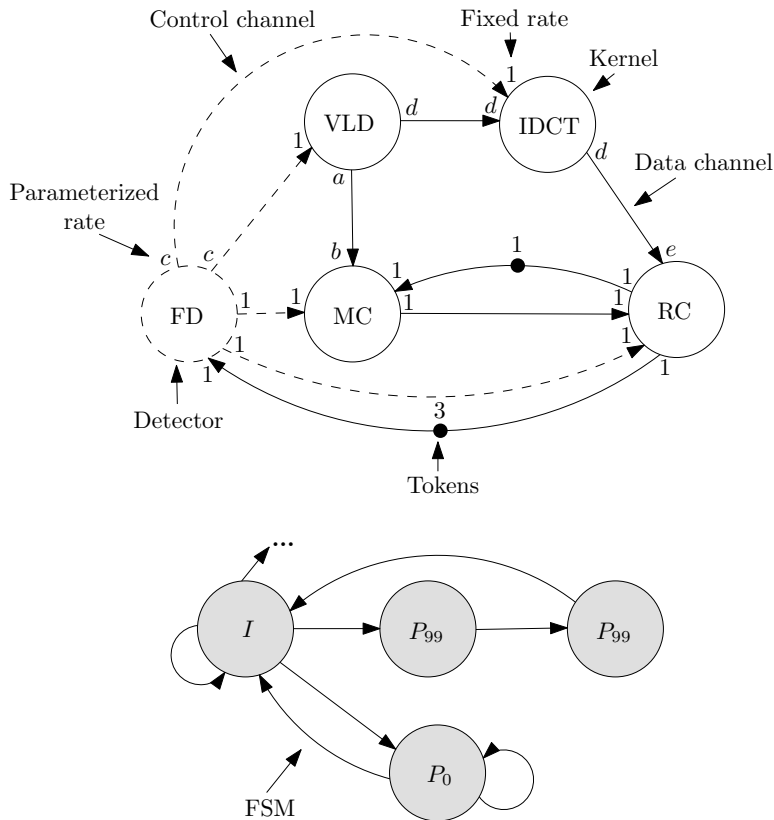 Control channel
Fixed rate
Kernel
1
VLD
d
d
IDCT
1
a
d
Data channel
Parameterized
rate
c
c
b
1
1
1
e
FD
1
1
MC
1
1
RC
1
1
1
1
3
Detector
Tokens
...
I
P99
P99
P0
FSM